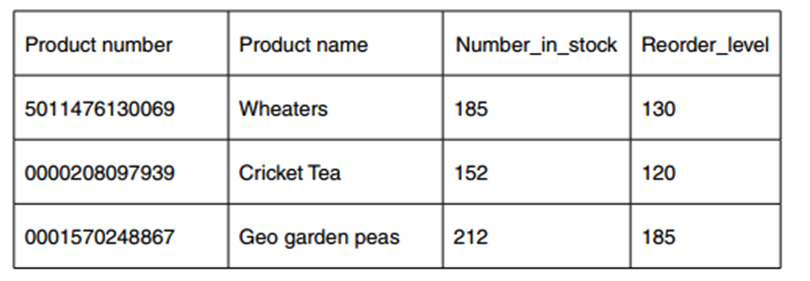 Product number Product name Number_in_stock Reorder_level
5011476130069 Wheaters 185 130
0000208097939 Cricket Tea 152 120
0001570248867 Geo garden peas 212 185